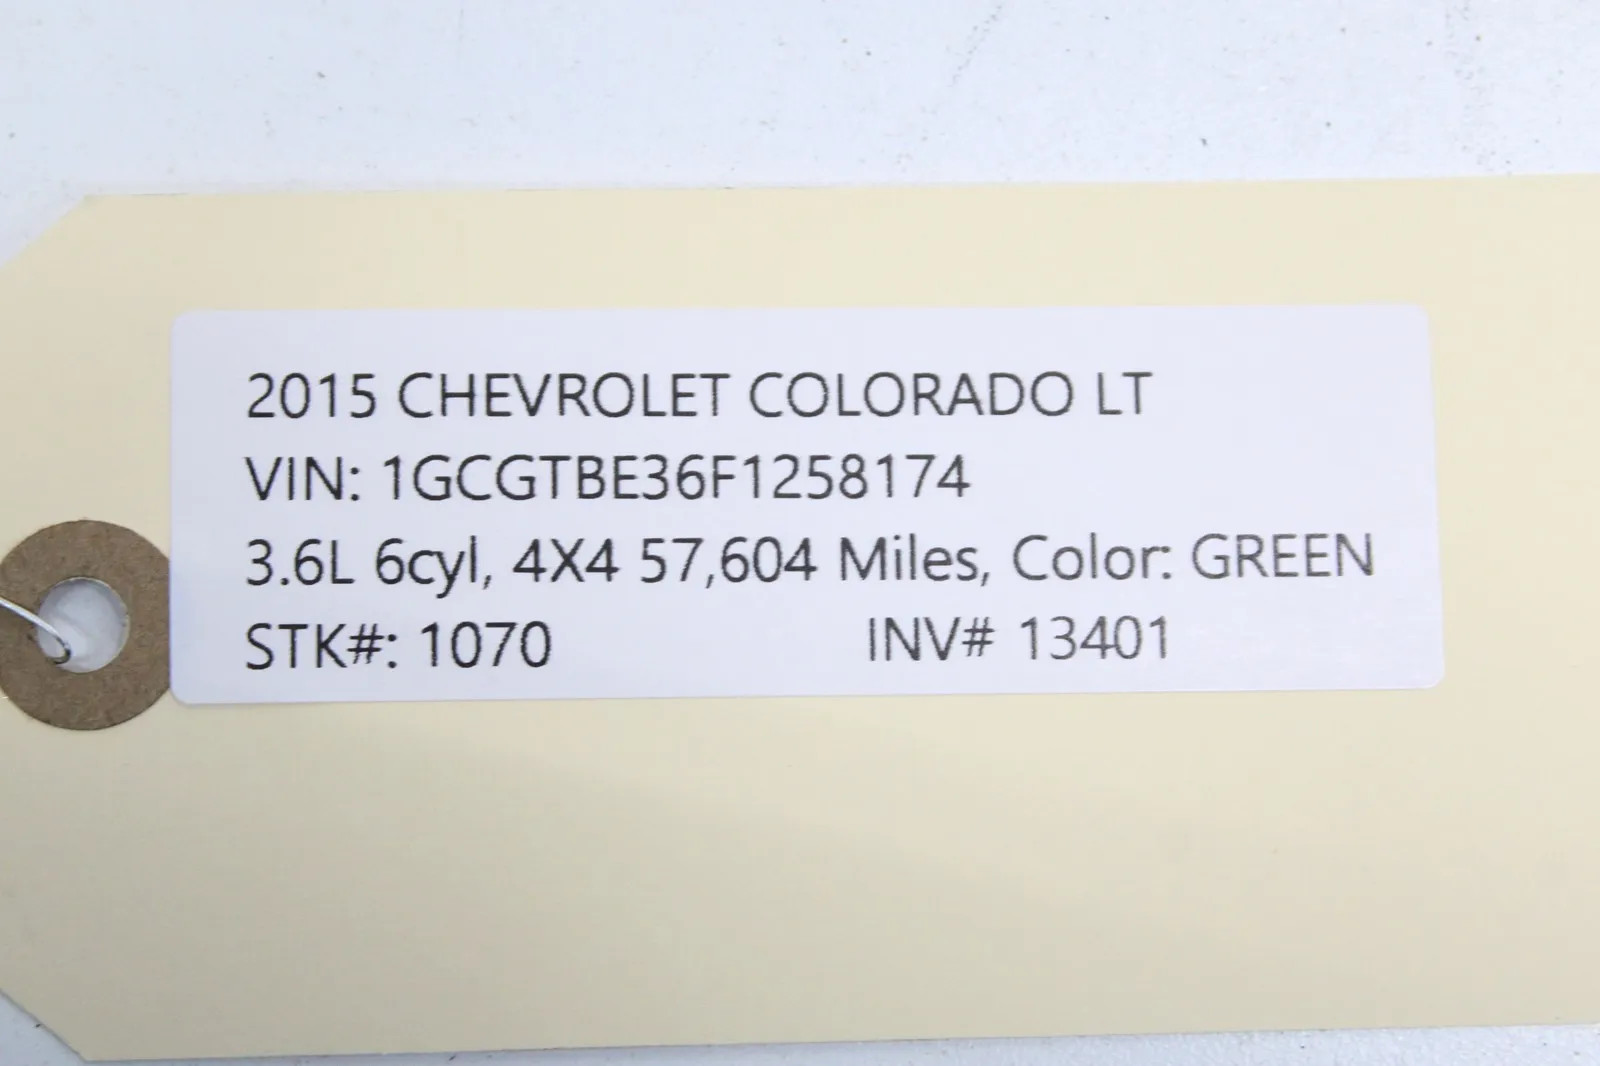 2015 CHEVROLET COLORADO LT
VIN: 1GCGTBE36F1258174
3.6L 6cyl, 4X4 57,604 Miles, Color: GREEN
STK#: 1070 INV# 13401